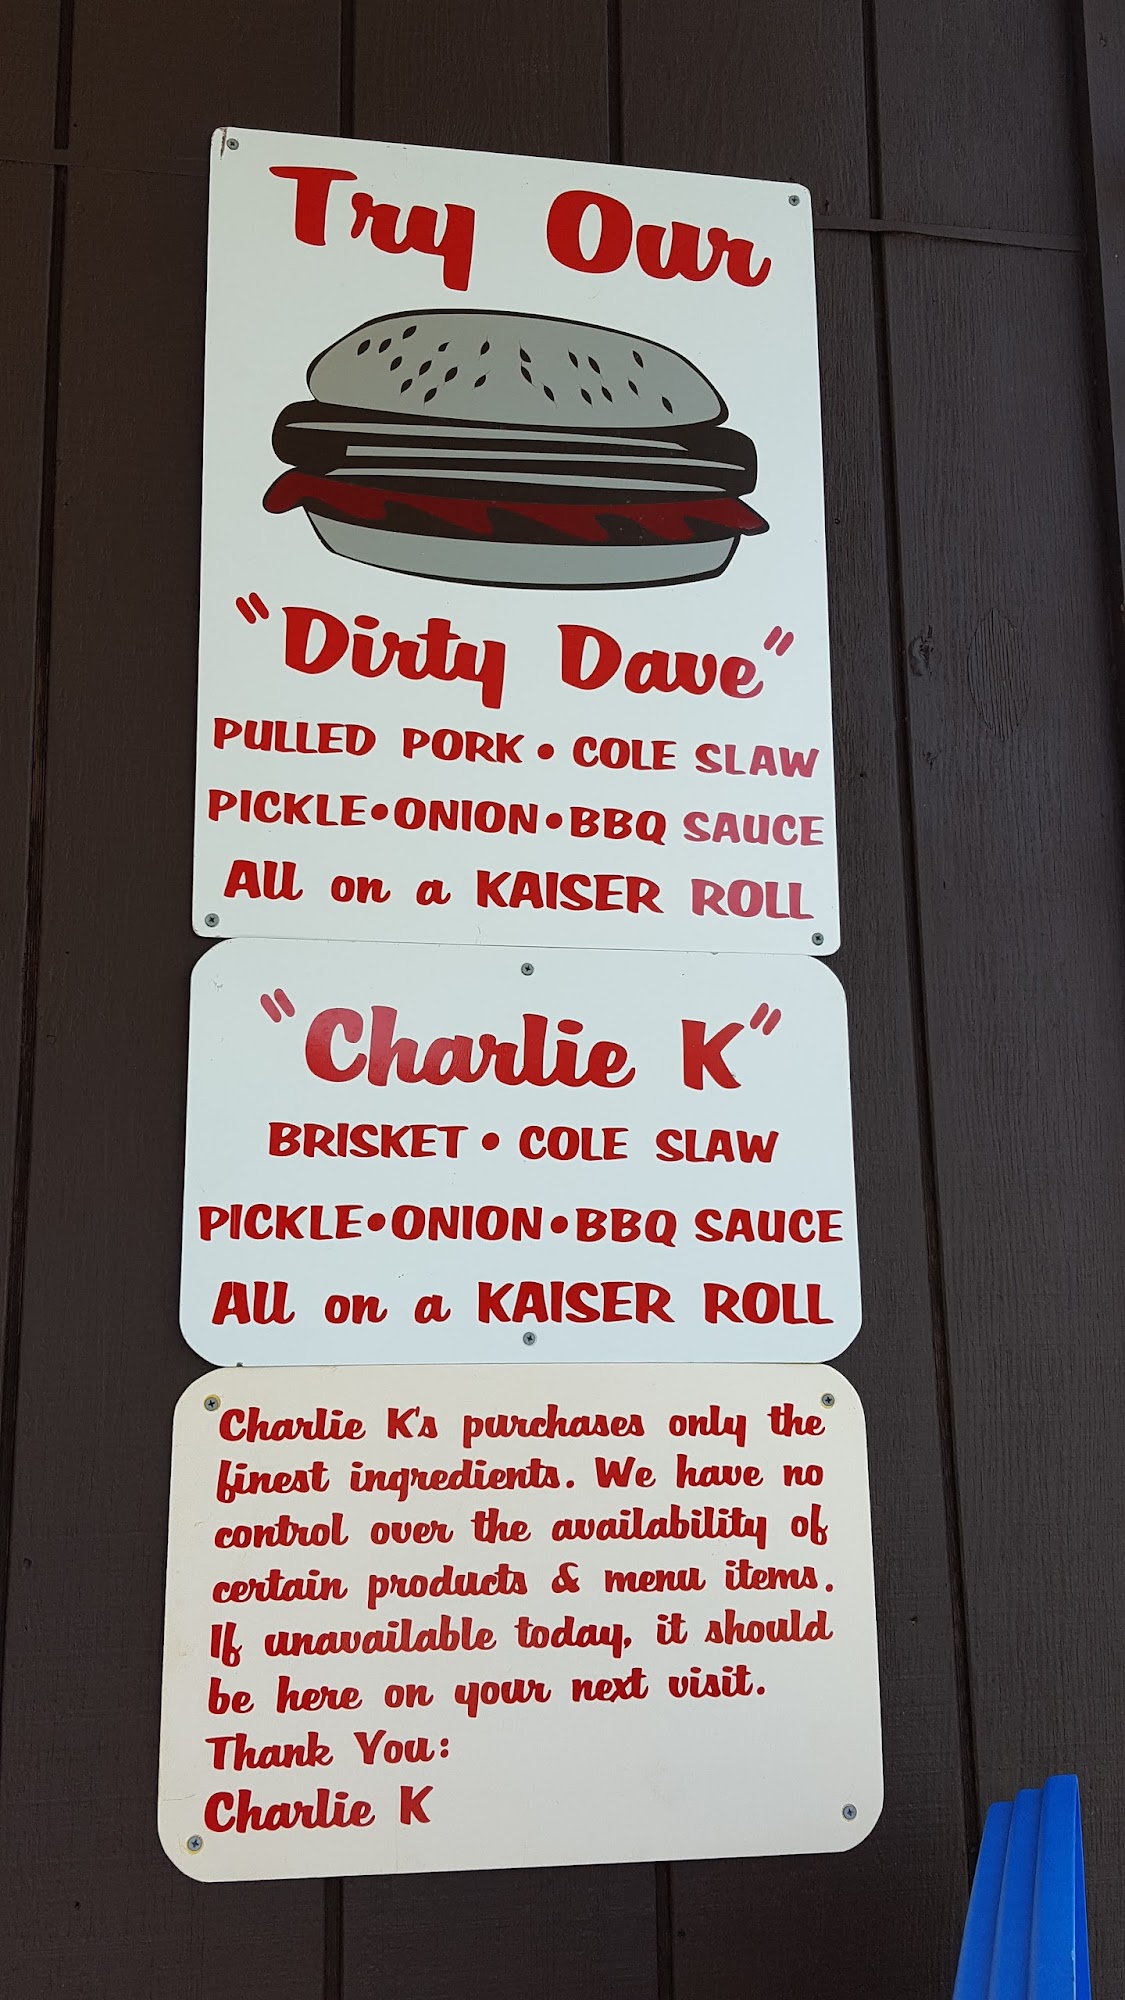 Try Our
"Dirty Dave"
PULLED PORK • COLE SLAW
PICKLE•ONION•BBQ SAUCE
All on a KAISER ROLL
"Charlie K"
BRISKET • COLE SLAW
PICKLE•ONION•BBQ SAUCE
All on a KAISER ROLL
Charlie K's purchases only the
finest ingredients. We have no
control over the availability of
certain products & menu items.
If unavailable today, it should
be here on your next visit.
Thank You:
Charlie K